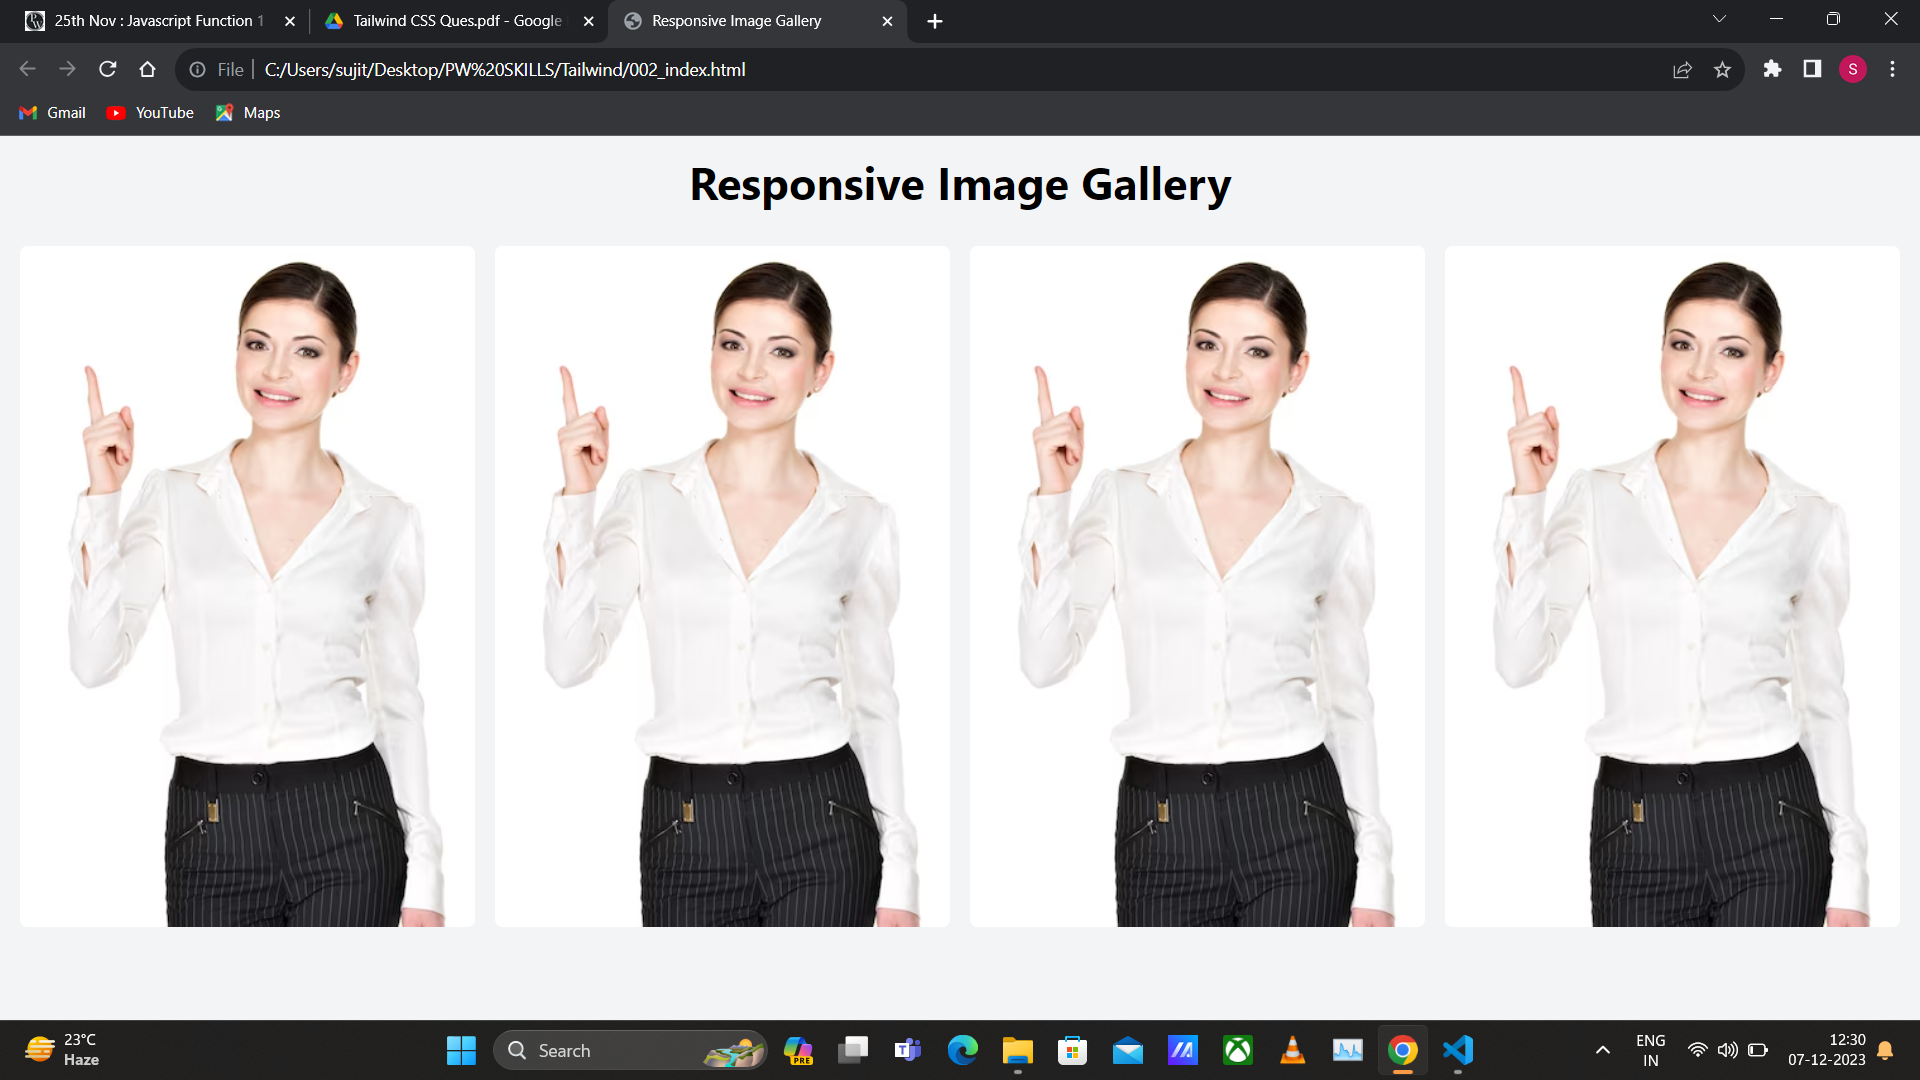 25th Nov : Javascript Function 1
Tailwind CSS Ques.pdf - Google
Responsive Image Gallery
File
C:/Users/sujit/Desktop/PW%20SKILLS/Tailwind/002_index.html
S
Gmail
YouTube
Maps
Responsive Image Gallery
23°C
Haze
Search
PRE
ENG
IN
12:30
07-12-2023